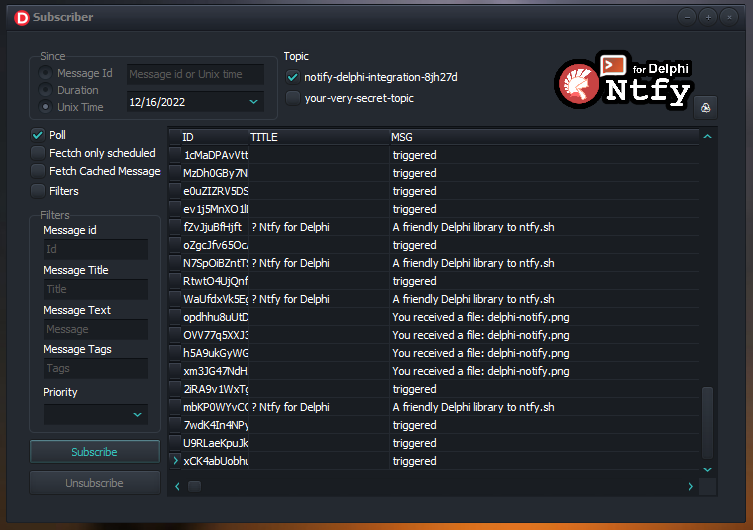 Subscriber
Since
Message Id
Message id or Unix time
Duration
Unix Time
12/16/2022
Topic
notify-delphi-integration-8jh27d
your-very-secret-topic
for Delphi
Ntfy
Poll
Fectch only scheduled
Fetch Cached Message
Filters
Filters
Message id
Id
Message Title
Title
Message Text
Message
Message Tags
Tags
Priority
Subscribe
Unsubscribe
ID TITLE MSG
1cMaDPAvVtt triggered
MzDh0GBy7N triggered
e0uZIZRV5DS triggered
ev1j5MnXO1l triggered
fZvJjuBfHjft ? Ntfy for Delphi A friendly Delphi library to ntfy.sh
oZgcJfv65Oc triggered
N7SpOiBZntT ? Ntfy for Delphi A friendly Delphi library to ntfy.sh
RtwtO4UjQnf triggered
WaUfdxVk5Eg ? Ntfy for Delphi A friendly Delphi library to ntfy.sh
opdhhu8uUtD You received a file: delphi-notify.png
OVV77q5XXJ3 You received a file: delphi-notify.png
h5A9ukGyWG You received a file: delphi-notify.png
xm3JG47NdH You received a file: delphi-notify.png
2iRA9v1WxTg triggered
mbKP0WYvCC ? Ntfy for Delphi A friendly Delphi library to ntfy.sh
7wdK4In4NPy triggered
U9RLaeKpuJk triggered
xCK4abUobhu triggered